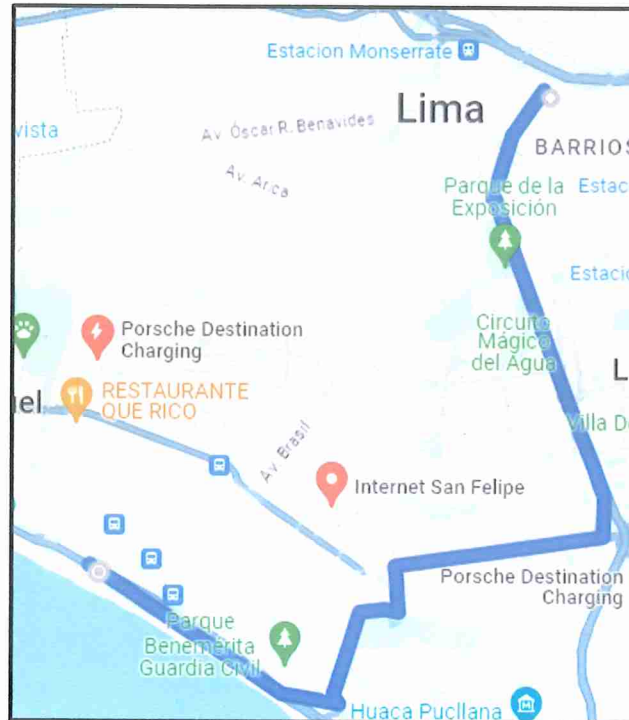 Estacion Monserrate
Lima
Av. Óscar R. Benavides
BARRIOS
vista
Av. Arica
Parque de la
Exposición
Estac
Estació
Circuito
Mágico
del Agua
Porsche Destination
Charging
L
RESTAURANTE
QUE RICO
uel
Villa De
Av. Brasil
Internet San Felipe
Porsche Destination
Charging
Parque
Benemérita
Guardia Civil
Huaca Pucllana